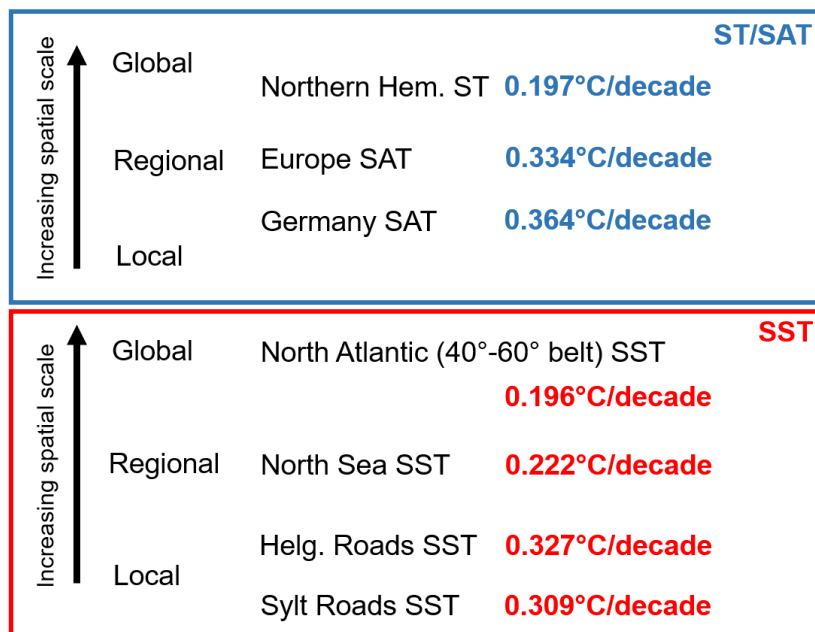 ST/SAT
Increasing spatial scale
Global
Northern Hem. ST 0.197°C/decade
Regional Europe SAT 0.334°C/decade
Germany SAT 0.364°C/decade
Local
SST
Increasing spatial scale
Global North Atlantic (40°-60° belt) SST
0.196°C/decade
Regional North Sea SST 0.222°C/decade
Helg. Roads SST 0.327°C/decade
Local
Sylt Roads SST 0.309°C/decade